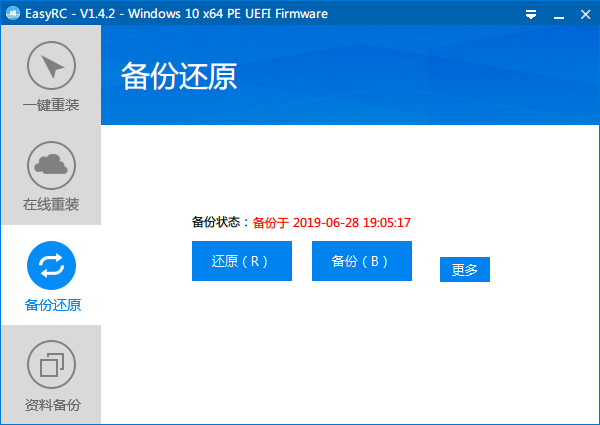 EasyRC - V1.4.2 - Windows 10 x64 PE UEFI Firmware
一键重装
在线重装
备份还原
资料备份
备份还原
备份状态：备份于 2019-06-28 19:05:17
还原（R）
备份（B）
更多